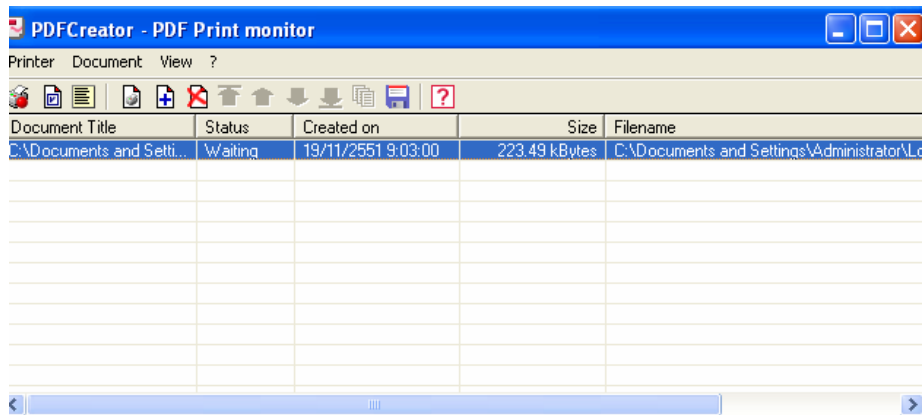 PDFCreator - PDF Print monitor
Printer Document View ?
Document Title Status Created on Size Filename
C:\Documents and Setti... Waiting 19/11/2551 9:03:00 223.49 kBytes C:\Documents and Settings\Administrator\Lo